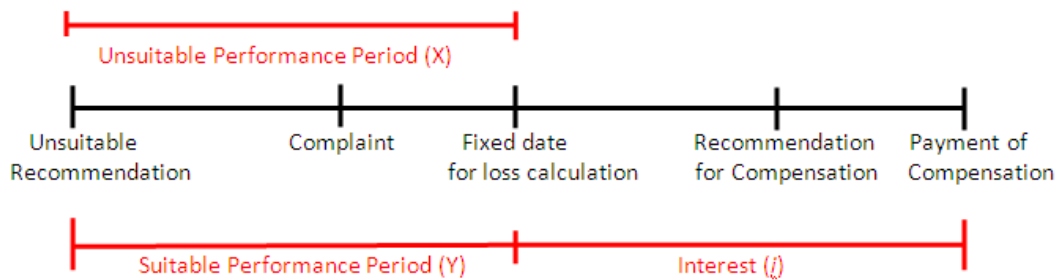 Unsuitable Performance Period (X)
Unsuitable
Recommendation
Complaint
Fixed date
for loss calculation
Recommendation
for Compensation
Payment of
Compensation
Suitable Performance Period (Y)
Interest (j)